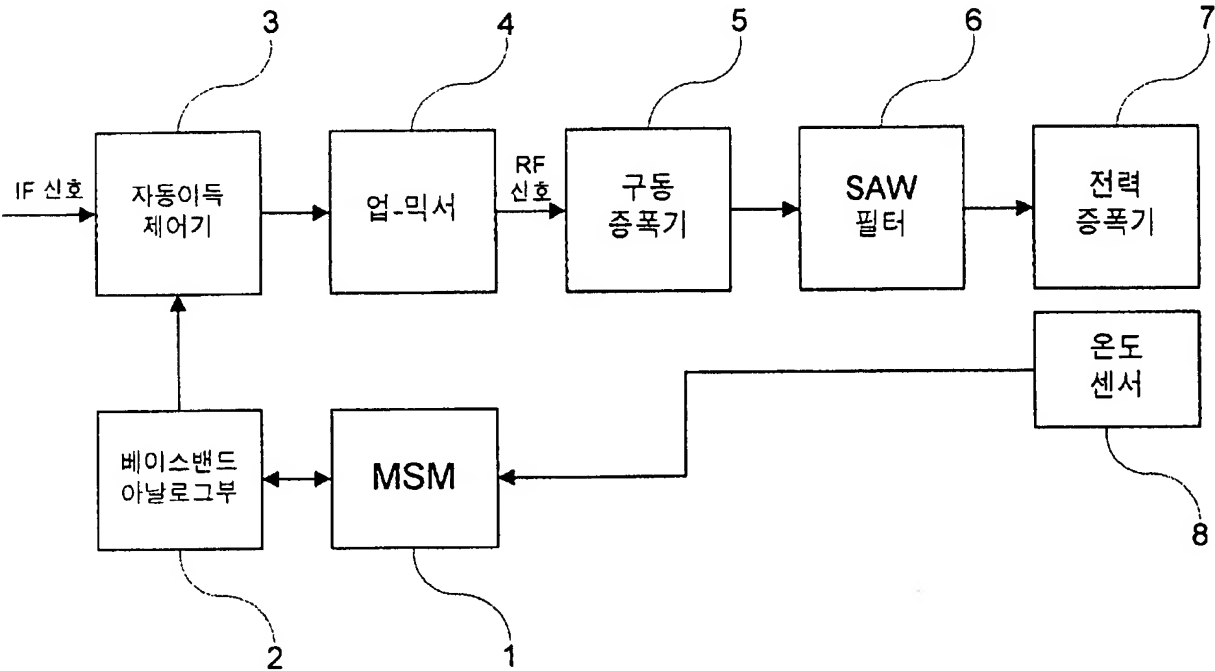 3
4
5
6
7
IF 신호
자동이득
제어기
업-믹서
RF
신호
구동
증폭기
SAW
필터
전력
증폭기
온도
센서
베이스밴드
아날로그부
MSM
8
2
1